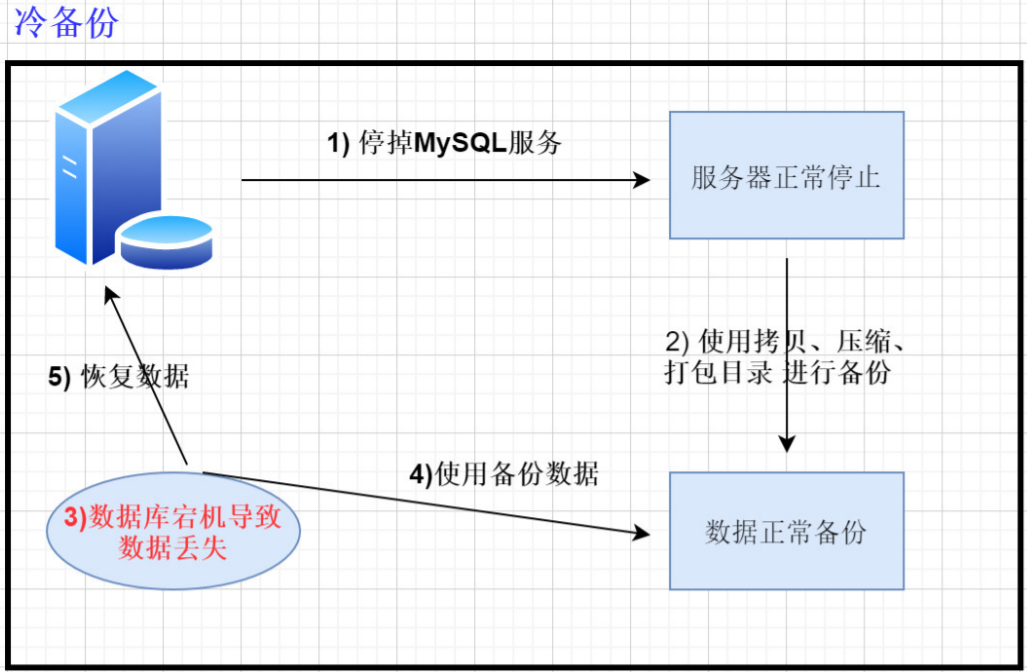 冷备份
1) 停掉MySQL服务
服务器正常停止
2) 使用拷贝、压缩、
打包目录 进行备份
5) 恢复数据
4)使用备份数据
3)数据库宕机导致
数据丢失
数据正常备份